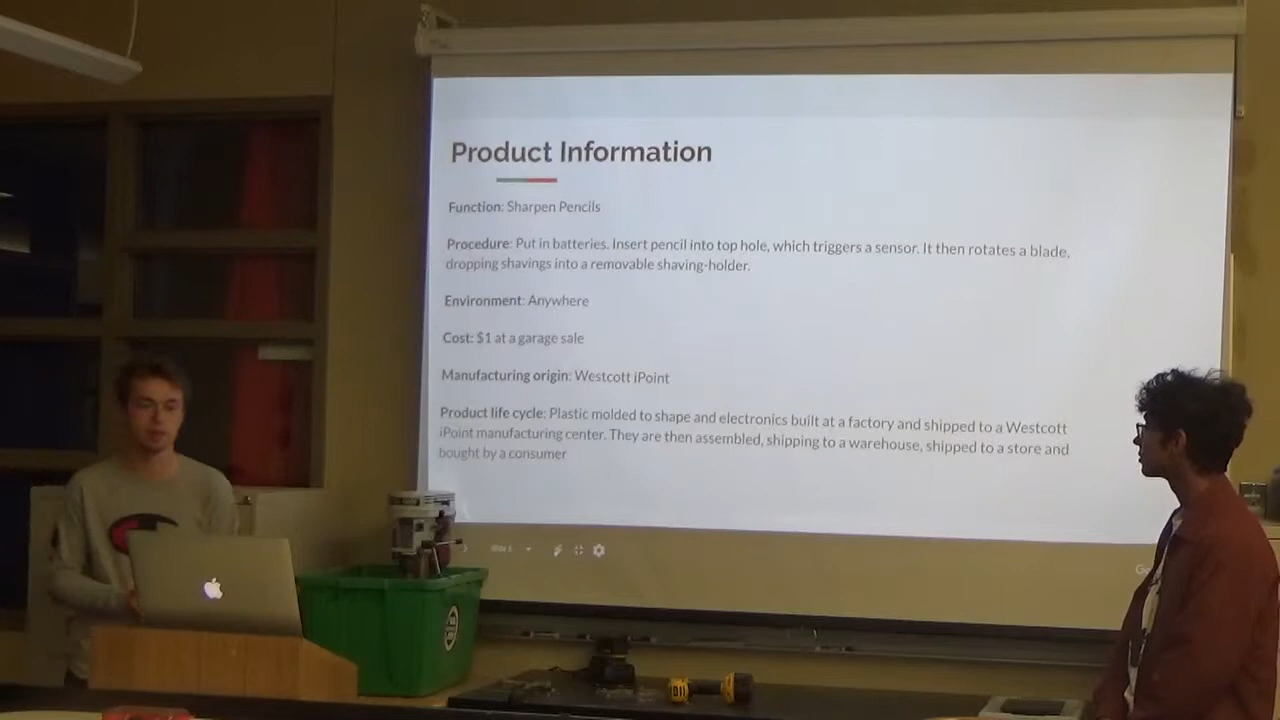 Product Information
Function: Sharpen Pencils
Procedure: Put in batteries. Insert pencil into top hole, which triggers a sensor. It then rotates a blade,
dropping shavings into a removable shaving-holder.
Environment: Anywhere
Cost: $1 at a garage sale
Manufacturing origin: Westcott iPoint
Product life cycle: Plastic molded to shape and electronics built at a factory and shipped to a Westcott
iPoint manufacturing center. They are then assembled, shipping to a warehouse, shipped to a store and
bought by a consumer